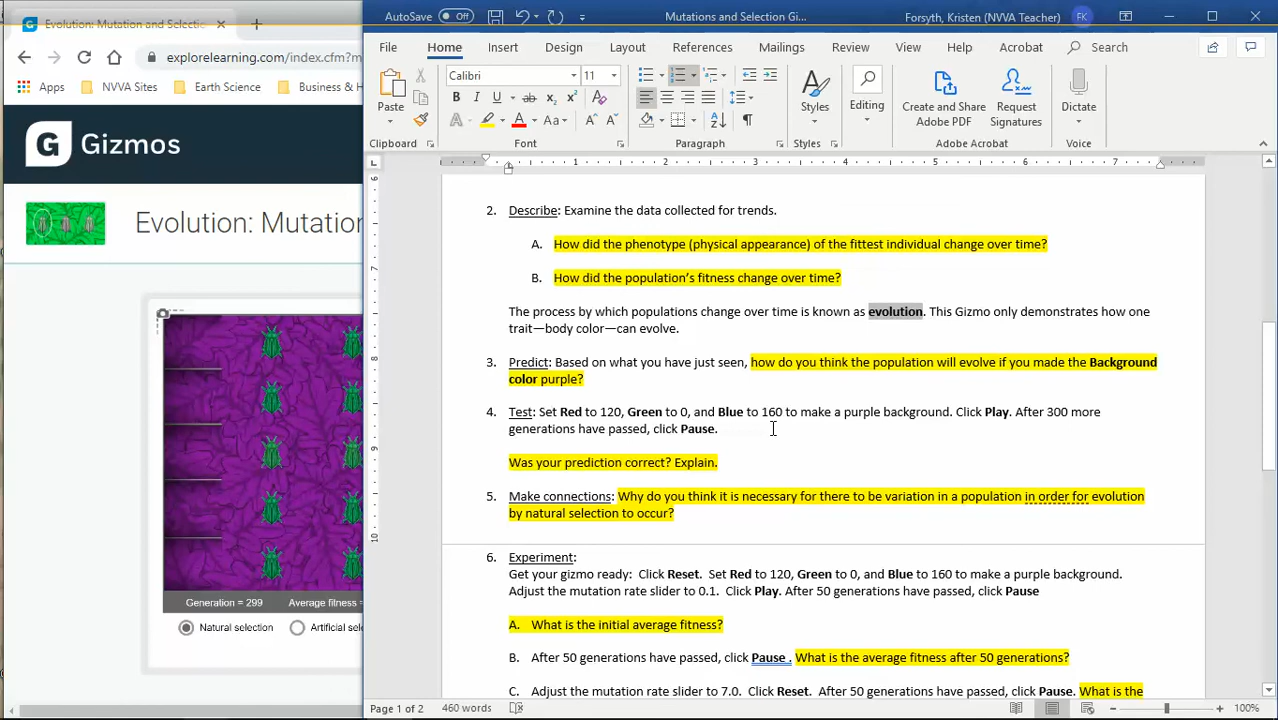 Evolution: Mutation and Selectio
AutoSave Off
Mutations and Selection Gi...
Forsyth, Kristen (NVVA Teacher) FK
explorelearning.com/index.cfm?m
Apps NVVA Sites Earth Science Business & H
File Home Insert Design Layout References Mailings Review View Help Acrobat Search
Paste Calibri 11 Styles Editing Create and Share Adobe PDF Request Signatures Dictate
Clipboard Font Paragraph Styles Adobe Acrobat Voice
G Gizmos
Evolution: Mutation
2. Describe: Examine the data collected for trends.
A. How did the phenotype (physical appearance) of the fittest individual change over time?
B. How did the population's fitness change over time?
The process by which populations change over time is known as evolution. This Gizmo only demonstrates how one
trait—body color—can evolve.
3. Predict: Based on what you have just seen, how do you think the population will evolve if you made the Background
color purple?
4. Test: Set Red to 120, Green to 0, and Blue to 160 to make a purple background. Click Play. After 300 more
generations have passed, click Pause.
Was your prediction correct? Explain.
5. Make connections: Why do you think it is necessary for there to be variation in a population in order for evolution
by natural selection to occur?
6. Experiment:
Get your gizmo ready: Click Reset. Set Red to 120, Green to 0, and Blue to 160 to make a purple background.
Adjust the mutation rate slider to 0.1. Click Play. After 50 generations have passed, click Pause
A. What is the initial average fitness?
B. After 50 generations have passed, click Pause . What is the average fitness after 50 generations?
C. Adjust the mutation rate slider to 7.0. Click Reset. After 50 generations have passed, click Pause. What is the
Generation = 299 Average fitness =
Natural selection Artificial sele
Page 1 of 2 460 words 100%